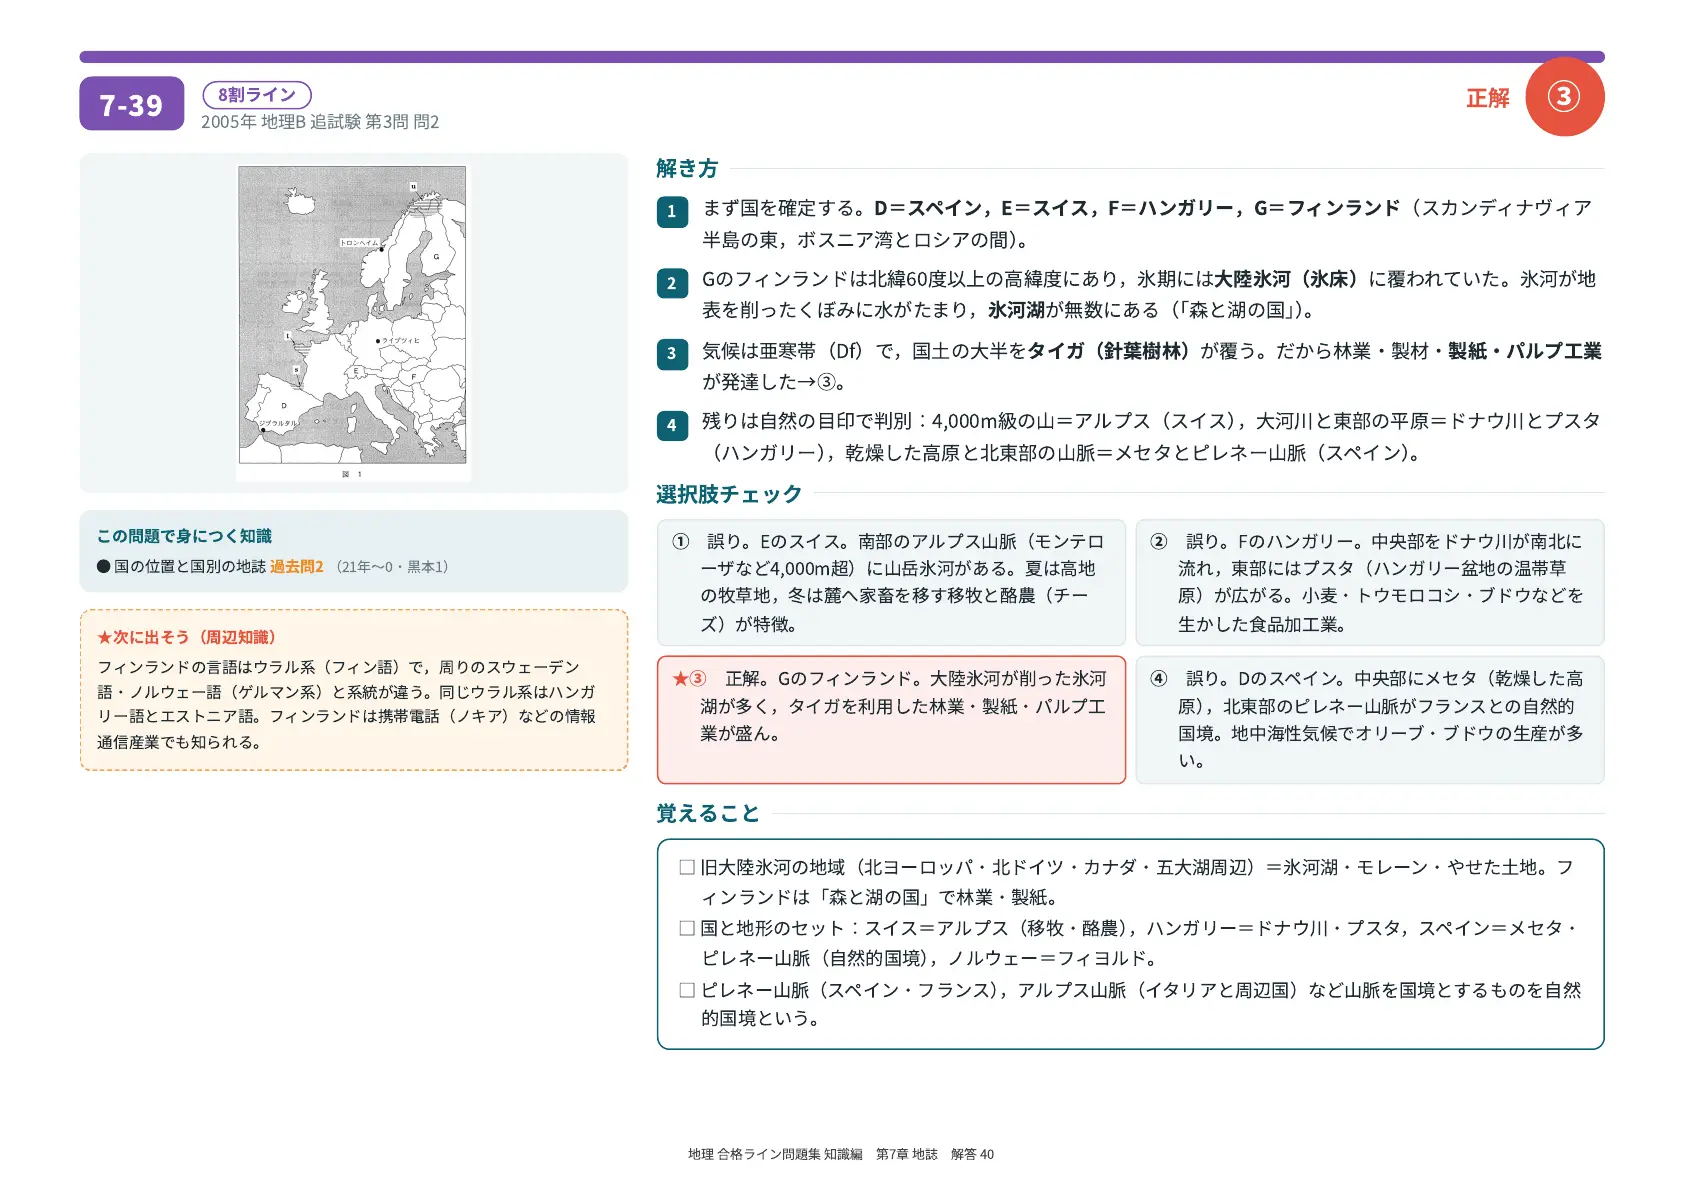 7-39
8割ライン
2005年 地理B 追試験 第3問 問2
正解 ③
u
トロンヘイム
G
t
ライプツィヒ
s
E
F
D
ジブラルタル
図 1
この問題で身につく知識
●国の位置と国別の地誌 過去問2 （21年〜0・黒本1）
★次に出そう（周辺知識）
フィンランドの言語はウラル系（フィン語）で，周りのスウェーデン
語・ノルウェー語（ゲルマン系）と系統が違う。同じウラル系はハンガ
リー語とエストニア語。フィンランドは携帯電話（ノキア）などの情報
通信産業でも知られる。
解き方
1 まず国を確定する。D＝スペイン，E＝スイス，F＝ハンガリー，G＝フィンランド（スカンディナヴィア
半島の東，ボスニア湾とロシアの間）。
2 Gのフィンランドは北緯60度以上の高緯度にあり，氷期には大陸氷河（氷床）に覆われていた。氷河が地
表を削ったくぼみに水がたまり，氷河湖が無数にある（「森と湖の国」）。
3 気候は亜寒帯（Df）で，国土の大半をタイガ（針葉樹林）が覆う。だから林業・製材・製紙・パルプ工業
が発達した→③。
4 残りは自然の目印で判別：4,000m級の山＝アルプス（スイス），大河川と東部の平原＝ドナウ川とプスタ
（ハンガリー），乾燥した高原と北東部の山脈＝メセタとピレネー山脈（スペイン）。
選択肢チェック
① 誤り。Eのスイス。南部のアルプス山脈（モンテロ
ーザなど4,000m超）に山岳氷河がある。夏は高地
の牧草地，冬は麓へ家畜を移す移牧と酪農（チー
ズ）が特徴。
② 誤り。Fのハンガリー。中央部をドナウ川が南北に
流れ，東部にはプスタ（ハンガリー盆地の温帯草
原）が広がる。小麦・トウモロコシ・ブドウなどを
生かした食品加工業。
★③ 正解。Gのフィンランド。大陸氷河が削った氷河
湖が多く，タイガを利用した林業・製紙・パルプ工
業が盛ん。
④ 誤り。Dのスペイン。中央部にメセタ（乾燥した高
原），北東部のピレネー山脈がフランスとの自然的
国境。地中海性気候でオリーブ・ブドウの生産が多
い。
覚えること
□ 旧大陸氷河の地域（北ヨーロッパ・北ドイツ・カナダ・五大湖周辺）＝氷河湖・モレーン・やせた土地。フ
ィンランドは「森と湖の国」で林業・製紙。
□ 国と地形のセット：スイス＝アルプス（移牧・酪農），ハンガリー＝ドナウ川・プスタ，スペイン＝メセタ・
ピレネー山脈（自然的国境），ノルウェー＝フィヨルド。
□ ピレネー山脈（スペイン・フランス），アルプス山脈（イタリアと周辺国）など山脈を国境とするものを自然
的国境という。
地理 合格ライン問題集 知識編　第7章 地誌　解答 40